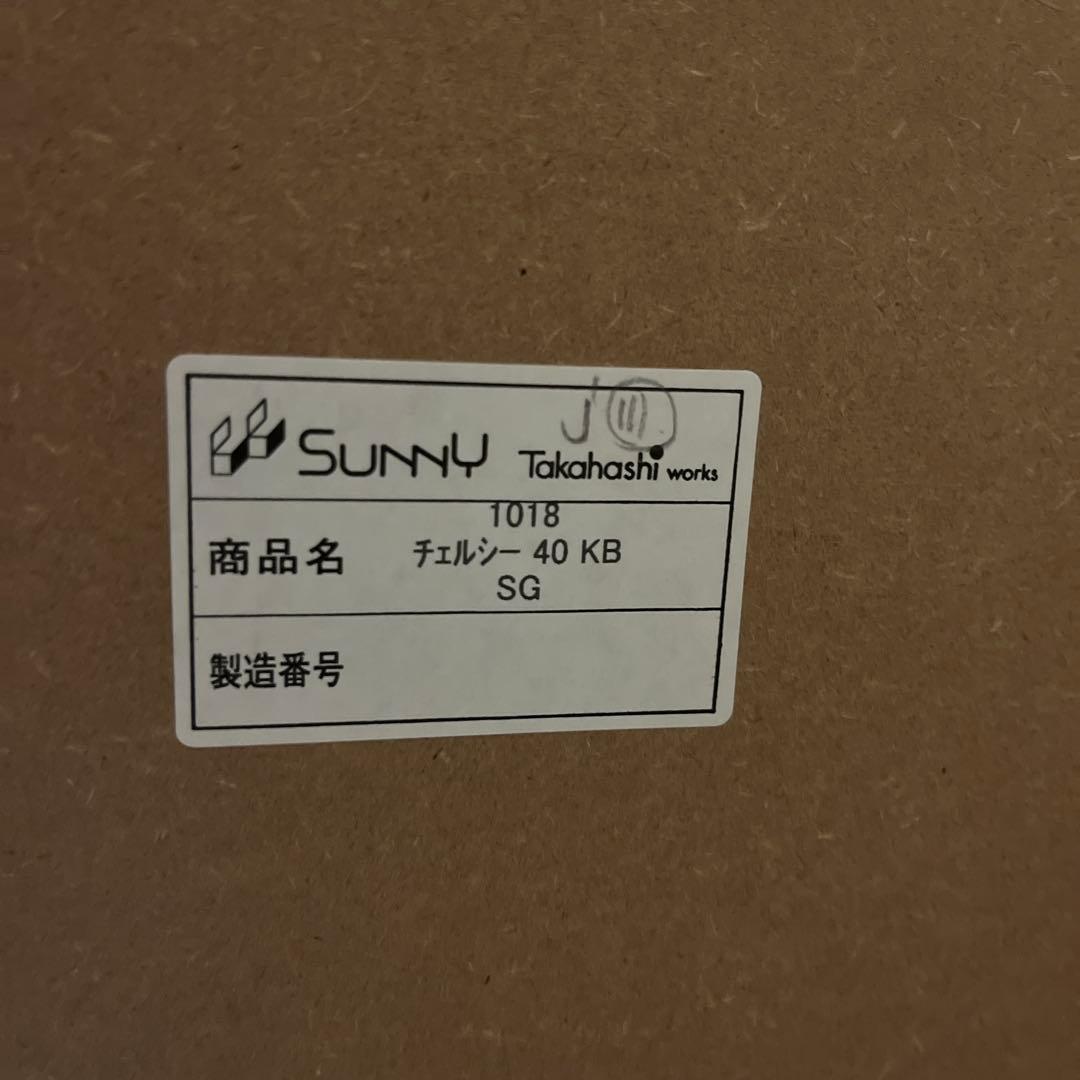 J 川
SUNNY Takahashi works
1018
商品名 チェルシー 40 KB
SG
製造番号